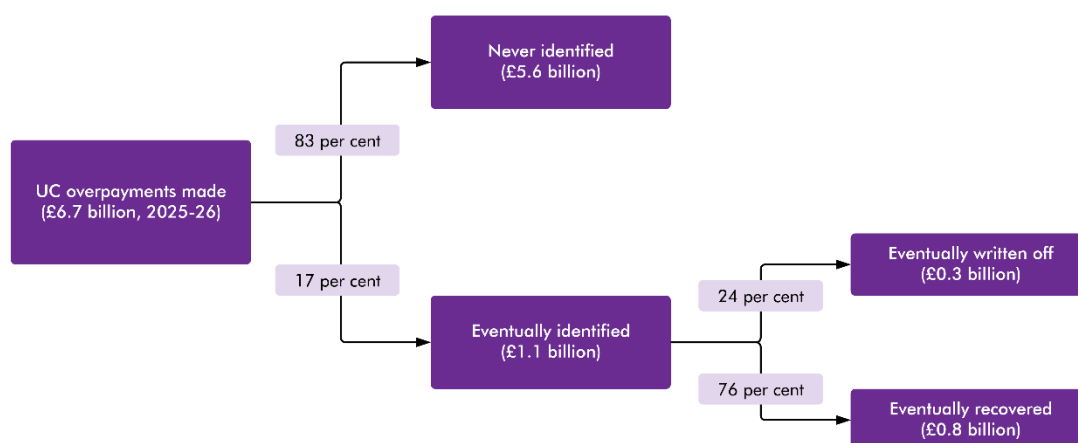 Never identified
(£5.6 billion)
83 per cent
UC overpayments made
(£6.7 billion, 2025-26)
17 per cent
Eventually identified
(£1.1 billion)
24 per cent
Eventually written off
(£0.3 billion)
76 per cent
Eventually recovered
(£0.8 billion)